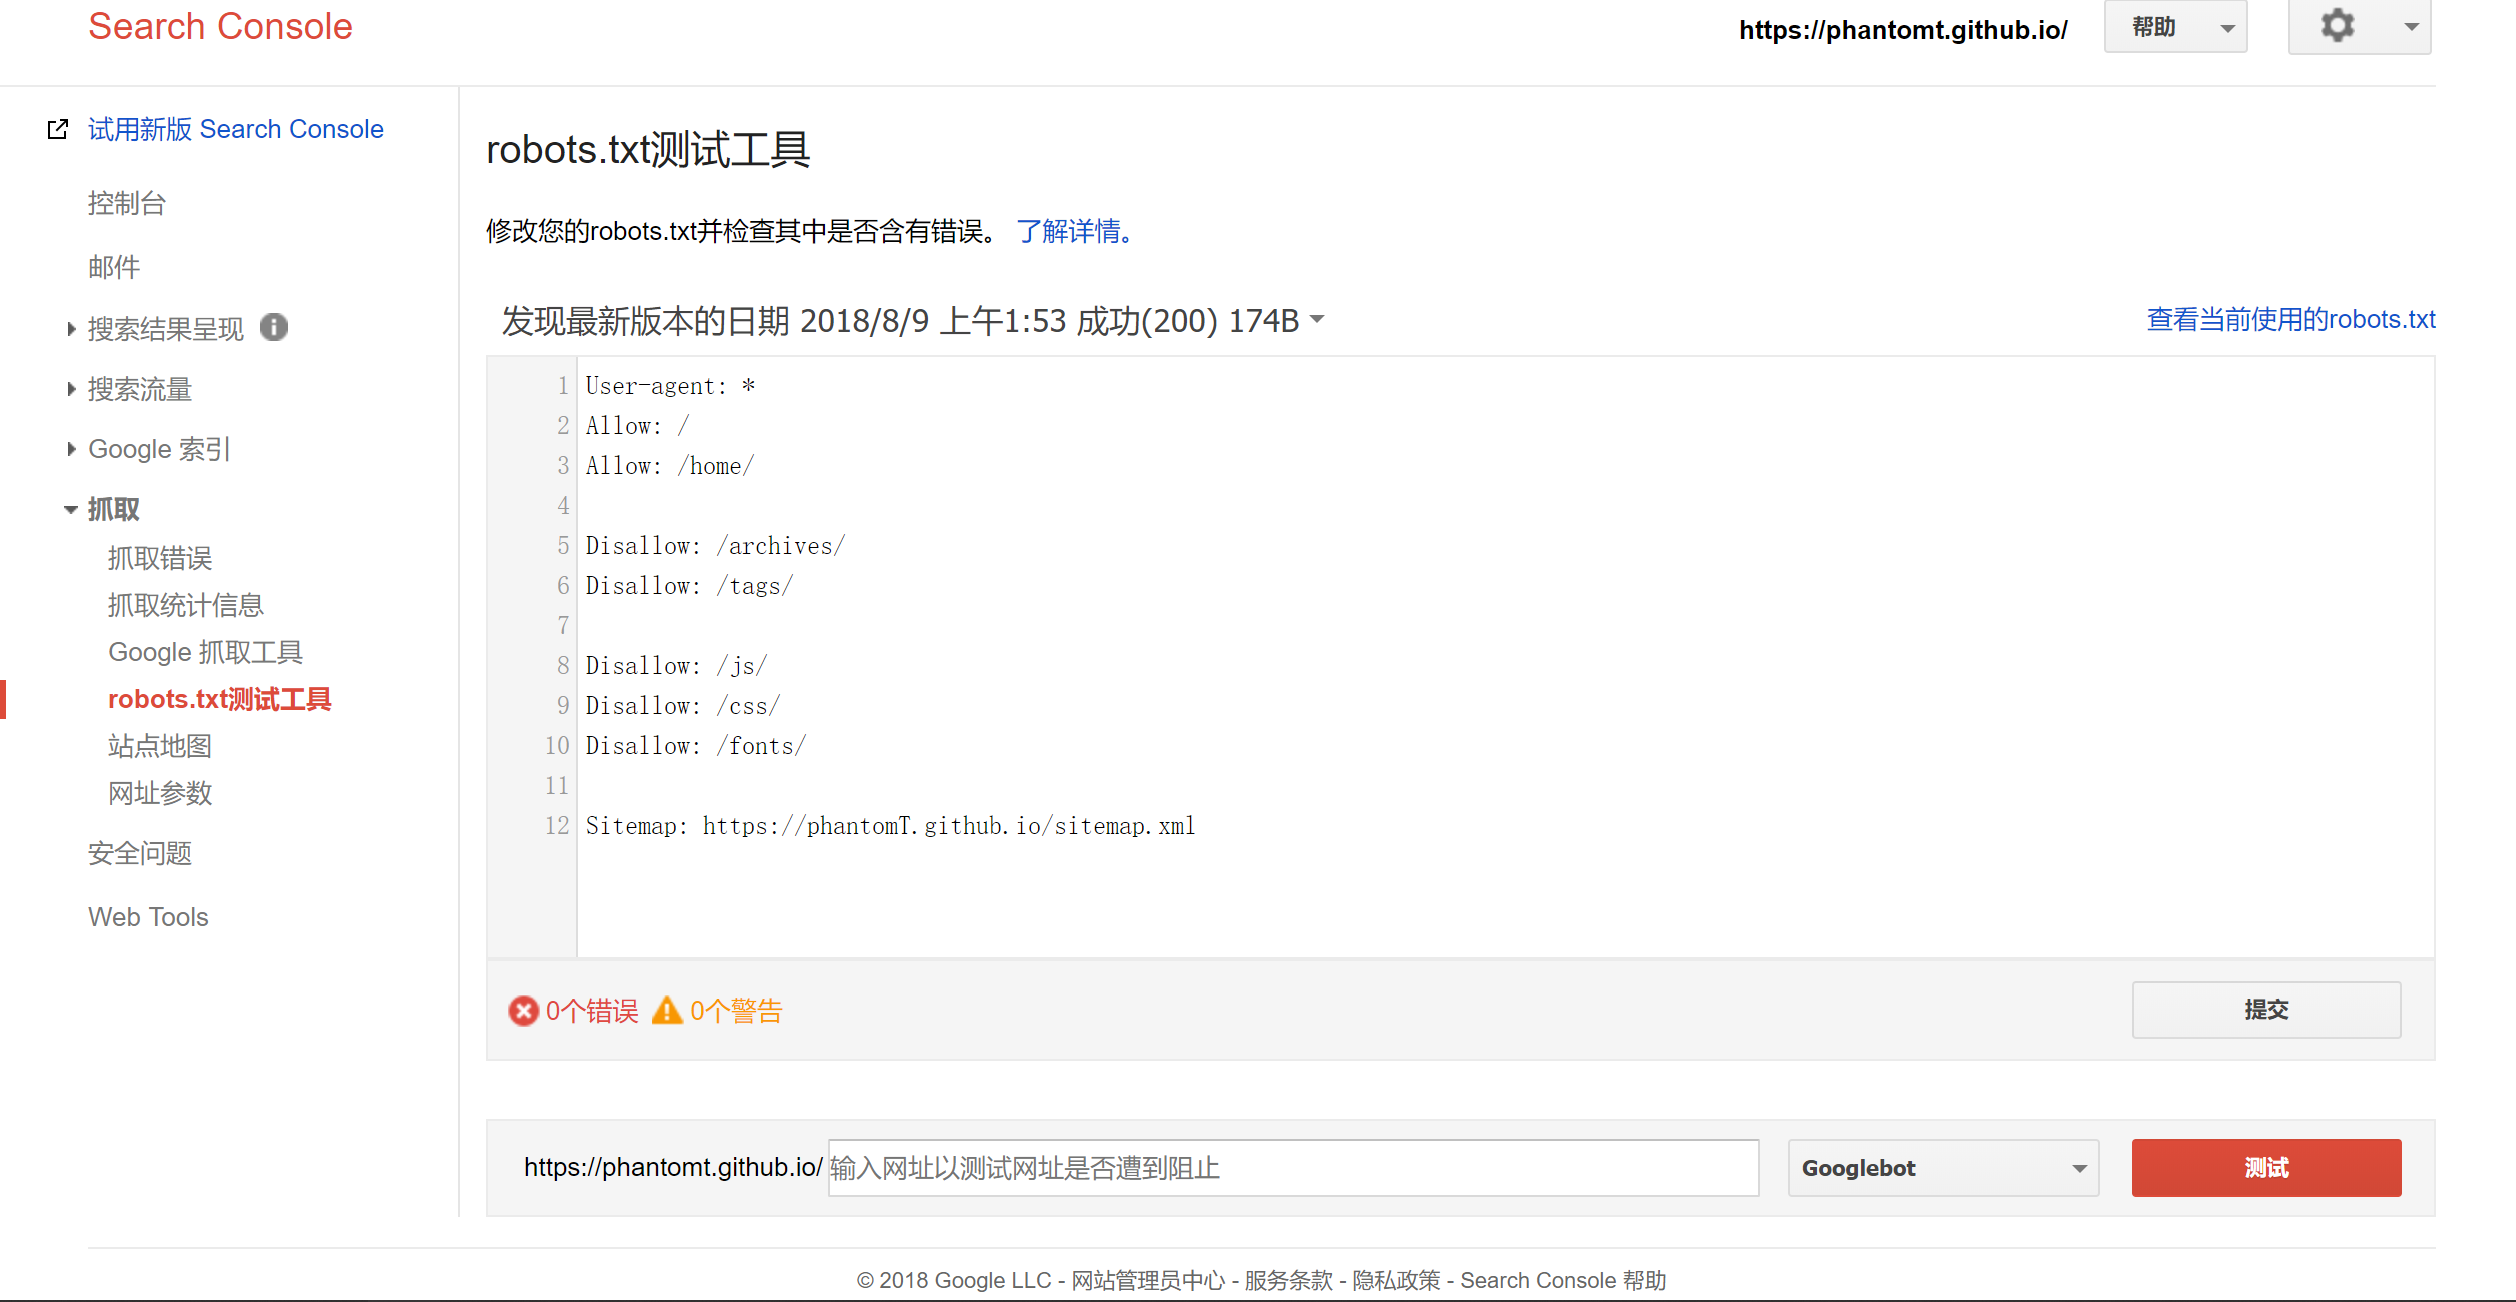 Search Console
https://phantomt.github.io/
帮助
试用新版 Search Console
控制台
邮件
搜索结果呈现
搜索流量
Google 索引
抓取
抓取错误
抓取统计信息
Google 抓取工具
robots.txt测试工具
站点地图
网址参数
安全问题
Web Tools
robots.txt测试工具
修改您的robots.txt并检查其中是否含有错误。 了解详情。
发现最新版本的日期 2018/8/9 上午1:53 成功(200) 174B
查看当前使用的robots.txt
1 User-agent: *
2 Allow: /
3 Allow: /home/
4
5 Disallow: /archives/
6 Disallow: /tags/
7
8 Disallow: /js/
9 Disallow: /css/
10 Disallow: /fonts/
11
12 Sitemap: https://phantomT.github.io/sitemap.xml
0个错误 0个警告
提交
https://phantomt.github.io/ 输入网址以测试网址是否遭到阻止 Googlebot 测试
© 2018 Google LLC - 网站管理员中心 - 服务条款 - 隐私政策 - Search Console 帮助